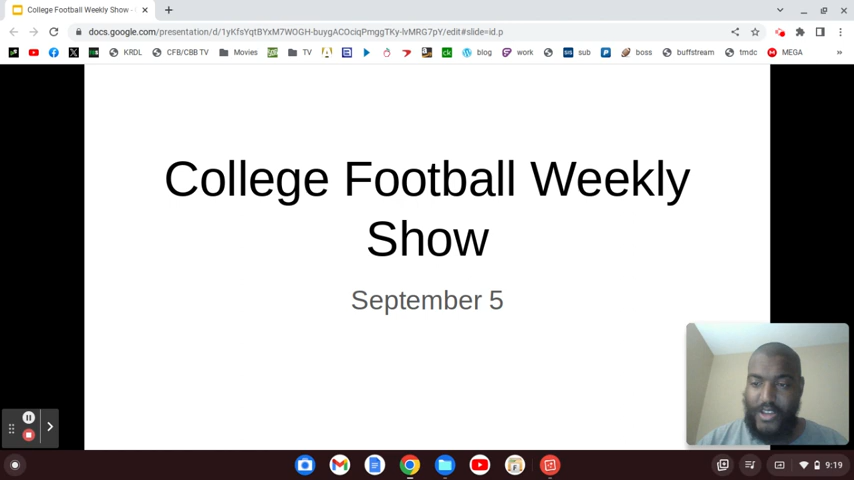 College Football Weekly Show -
docs.google.com/presentation/d/1yKfsYqtBYxM7WOGH-buygACOciqPmggTKy-lvMRG7pY/edit#slide=id.p
KRDL CFB/CBB TV Movies TV blog work sub boss buffstream tmdc MEGA »
College Football Weekly
Show
September 5
9:19